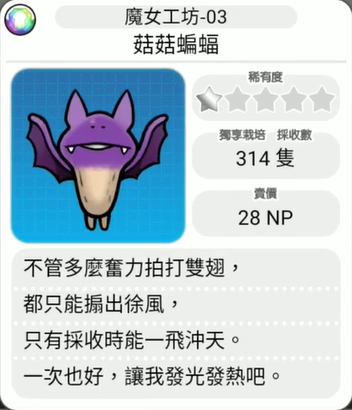 魔女工坊-03
菇菇蝙蝠
稀有度
獨享栽培 採收數
314 隻
賣價
28 NP
不管多麼奮力拍打雙翅，
都只能搧出徐風，
只有採收時能一飛沖天。
一次也好，讓我發光發熱吧。